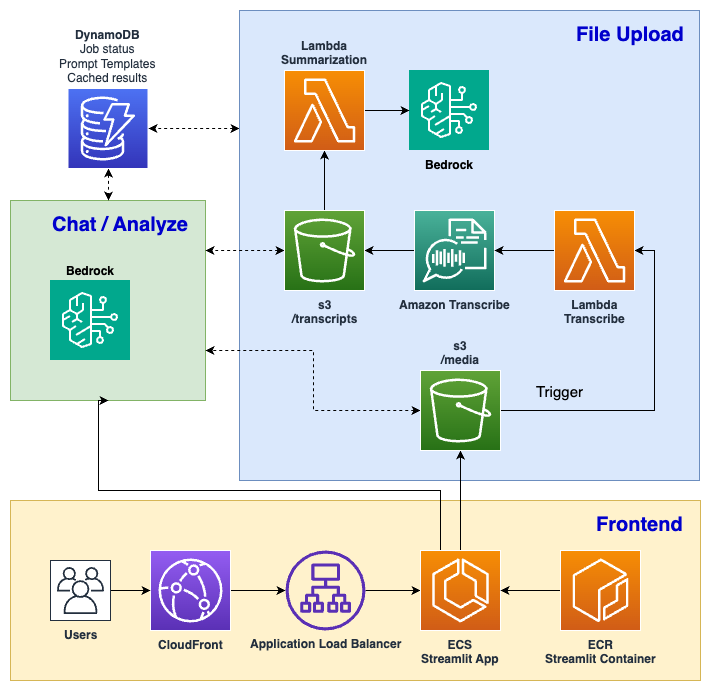 DynamoDB
Job status
Prompt Templates
Cached results
File Upload
Lambda
Summarization
Bedrock
Chat / Analyze
Bedrock
s3
/transcripts
Amazon Transcribe
Lambda
Transcribe
s3
/media
Trigger
Frontend
Users
CloudFront
Application Load Balancer
ECS
Streamlit App
ECR
Streamlit Container